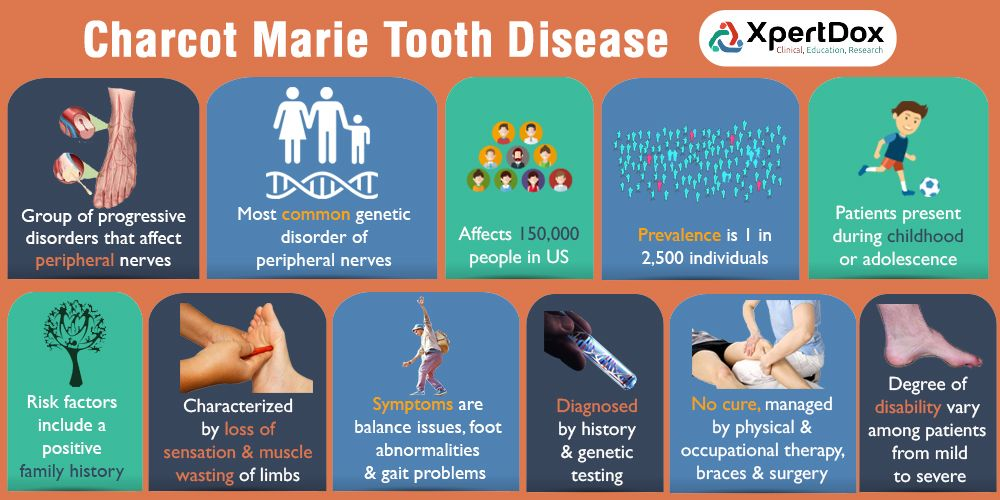 Charcot Marie Tooth Disease
XpertDox
Clinical, Education, Research
Group of progressive
disorders that affect
peripheral nerves
Most common genetic
disorder of
peripheral nerves
Affects 150,000
people in US
Prevalence is 1 in
2,500 individuals
Patients present
during childhood
or adolescence
Risk factors
include a
positive
family history
Characterized
by loss of
sensation & muscle
wasting of limbs
Symptoms are
balance issues, foot
abnormalities
& gait problems
Diagnosed
by history
& genetic
testing
No cure, managed
by physical &
occupational therapy,
braces & surgery
Degree of
disability vary
among patients
from mild
to severe